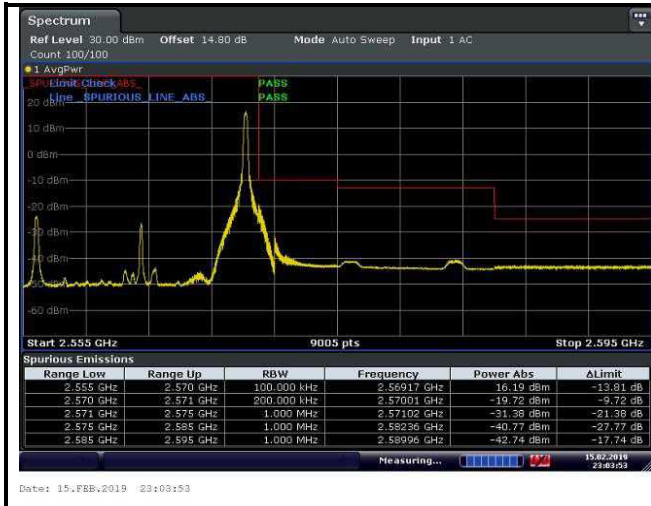 Spectrum
Ref Level 30.00 dBm Offset 14.80 dB Mode Auto Sweep Input 1 AC
Count 100/100
1 AvgPwr
Limit Check PASS
Line _SPURIOUS_LINE_ABS_ PASS
20 dBm
10 dBm
0 dBm
-10 dBm
-20 dBm
-30 dBm
-40 dBm
-50 dBm
-60 dBm
Start 2.555 GHz 9005 pts Stop 2.595 GHz
Spurious Emissions
Range Low Range Up RBW Frequency Power Abs ΔLimit
2.555 GHz 2.570 GHz 100.000 kHz 2.56917 GHz 16.19 dBm -13.81 dB
2.570 GHz 2.571 GHz 200.000 kHz 2.57001 GHz -19.72 dBm -9.72 dB
2.571 GHz 2.575 GHz 1.000 MHz 2.57102 GHz -31.38 dBm -21.38 dB
2.575 GHz 2.585 GHz 1.000 MHz 2.58236 GHz -40.77 dBm -27.77 dB
2.585 GHz 2.595 GHz 1.000 MHz 2.58996 GHz -42.74 dBm -17.74 dB
Measuring... 15.02.2019
23:03:53
Date: 15.FEB.2019 23:03:53